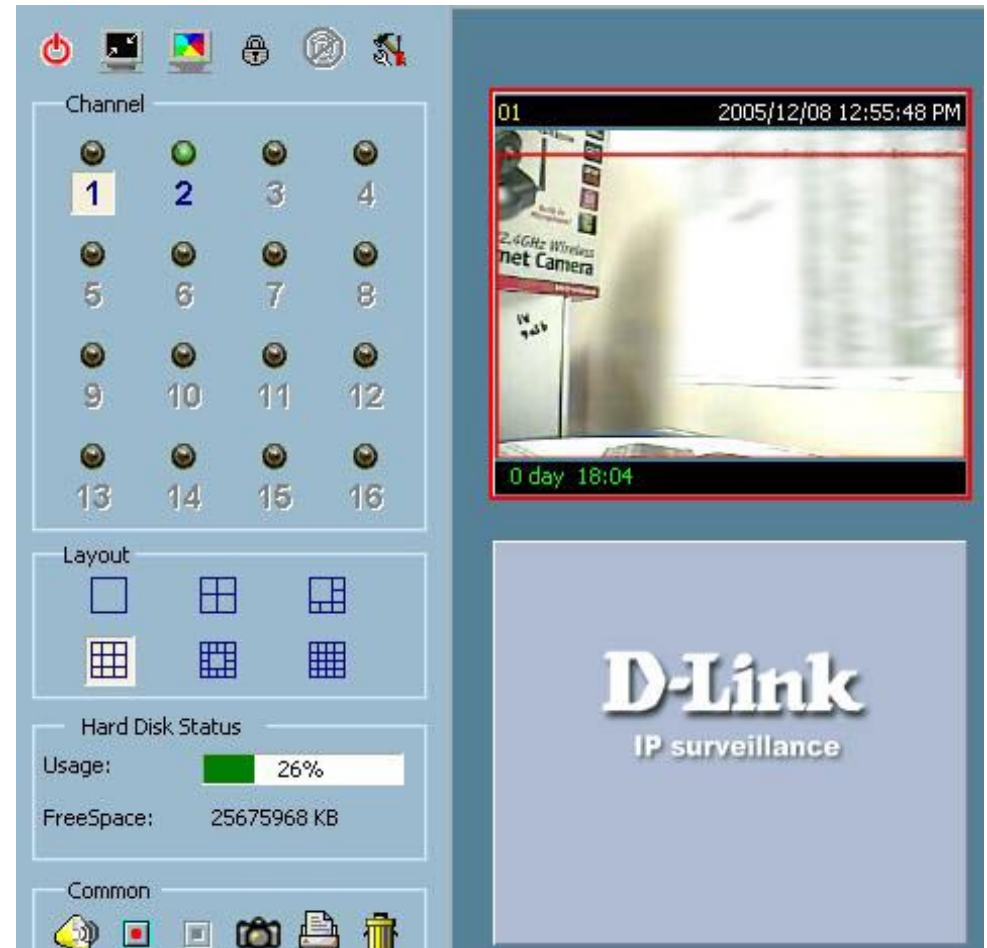 Channel
1 2 3 4
5 6 7 8
9 10 11 12
13 14 15 16
Layout
Hard Disk Status
Usage: 26%
FreeSpace: 25675968 KB
Common
01 2005/12/08 12:55:48 PM
2.4GHz Wireless
net Camera
0 day 18:04
D-Link
IP surveillance